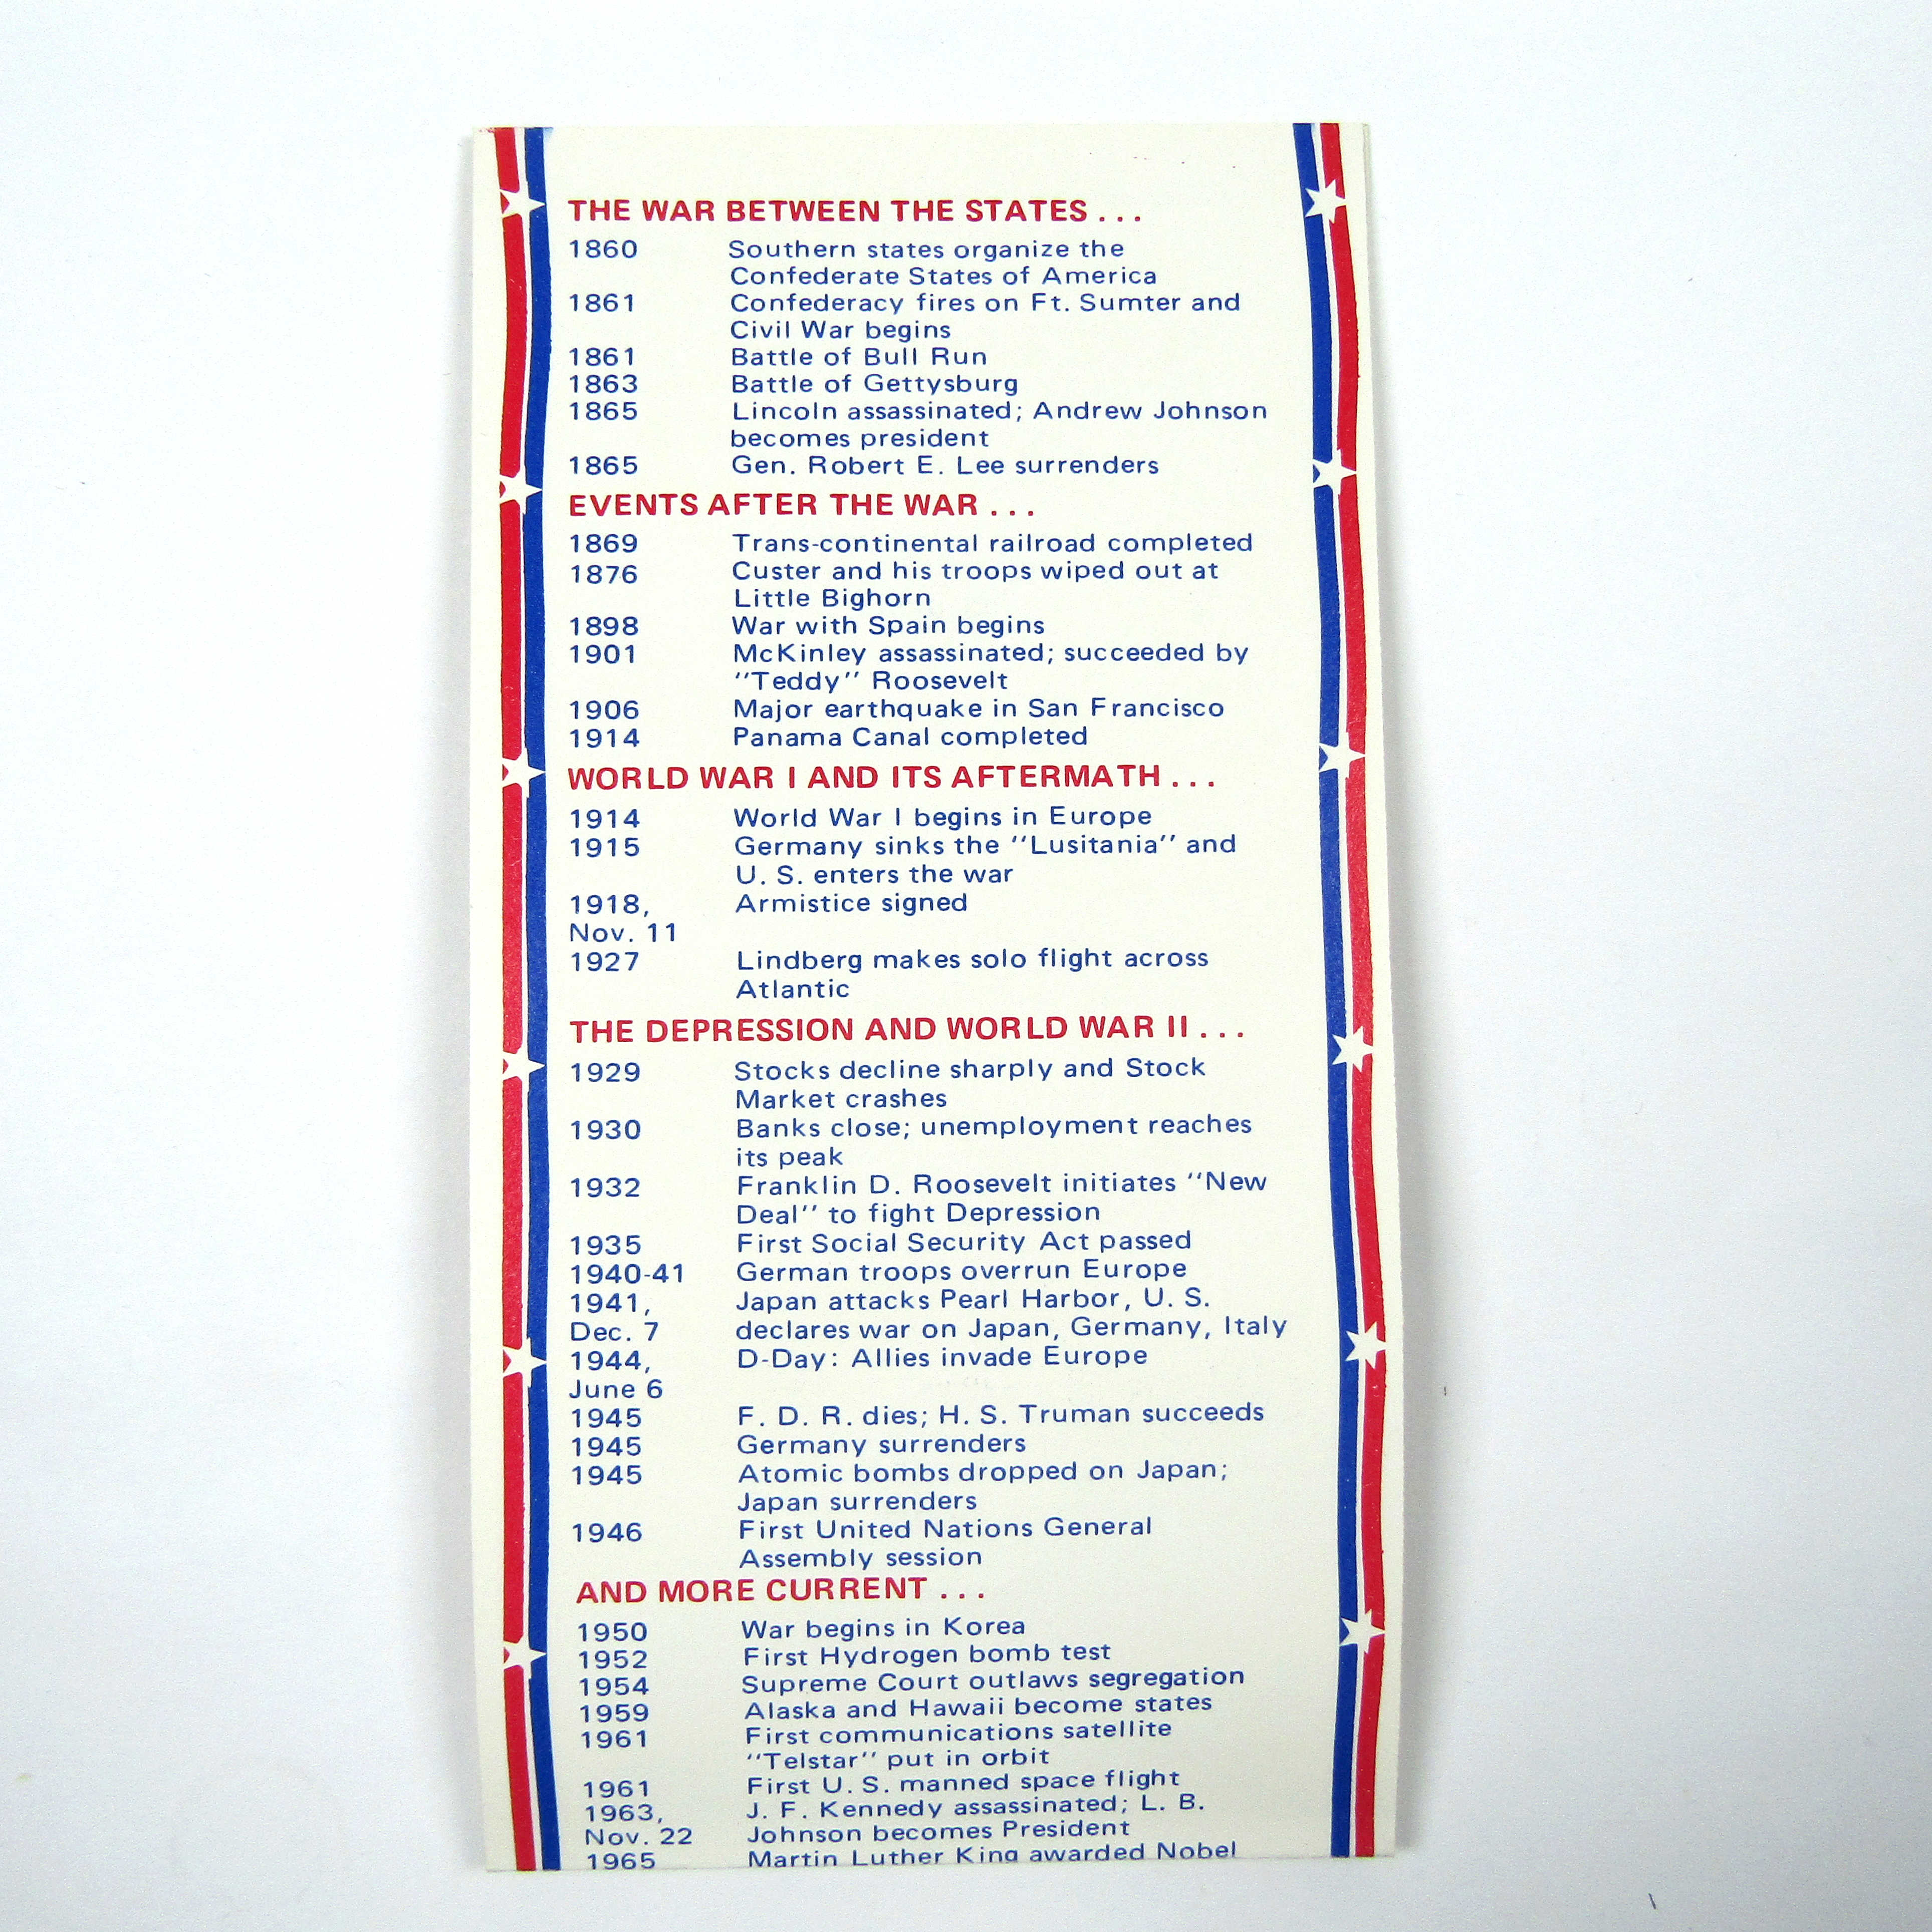 THE WAR BETWEEN THE STATES . . .
1860 Southern states organize the
Confederate States of America
1861 Confederacy fires on Ft. Sumter and
Civil War begins
1861 Battle of Bull Run
1863 Battle of Gettysburg
1865 Lincoln assassinated; Andrew Johnson
becomes president
1865 Gen. Robert E. Lee surrenders
EVENTS AFTER THE WAR . . .
1869 Trans-continental railroad completed
1876 Custer and his troops wiped out at
Little Bighorn
1898 War with Spain begins
1901 McKinley assassinated; succeeded by
"Teddy" Roosevelt
1906 Major earthquake in San Francisco
1914 Panama Canal completed
WORLD WAR I AND ITS AFTERMATH . . .
1914 World War I begins in Europe
1915 Germany sinks the "Lusitania" and
U. S. enters the war
1918, Armistice signed
Nov. 11
1927 Lindberg makes solo flight across
Atlantic
THE DEPRESSION AND WORLD WAR II . . .
1929 Stocks decline sharply and Stock
Market crashes
1930 Banks close; unemployment reaches
its peak
1932 Franklin D. Roosevelt initiates "New
Deal" to fight Depression
1935 First Social Security Act passed
1940-41 German troops overrun Europe
1941, Japan attacks Pearl Harbor, U. S.
Dec. 7 declares war on Japan, Germany, Italy
1944, D-Day: Allies invade Europe
June 6
1945 F. D. R. dies; H. S. Truman succeeds
1945 Germany surrenders
1945 Atomic bombs dropped on Japan;
Japan surrenders
1946 First United Nations General
Assembly session
AND MORE CURRENT . . .
1950 War begins in Korea
1952 First Hydrogen bomb test
1954 Supreme Court outlaws segregation
1959 Alaska and Hawaii become states
1961 First communications satellite
"Telstar" put in orbit
1961 First U. S. manned space flight
1963, J. F. Kennedy assassinated; L. B.
Nov. 22 Johnson becomes President
1965 Martin Luther King awarded Nobel